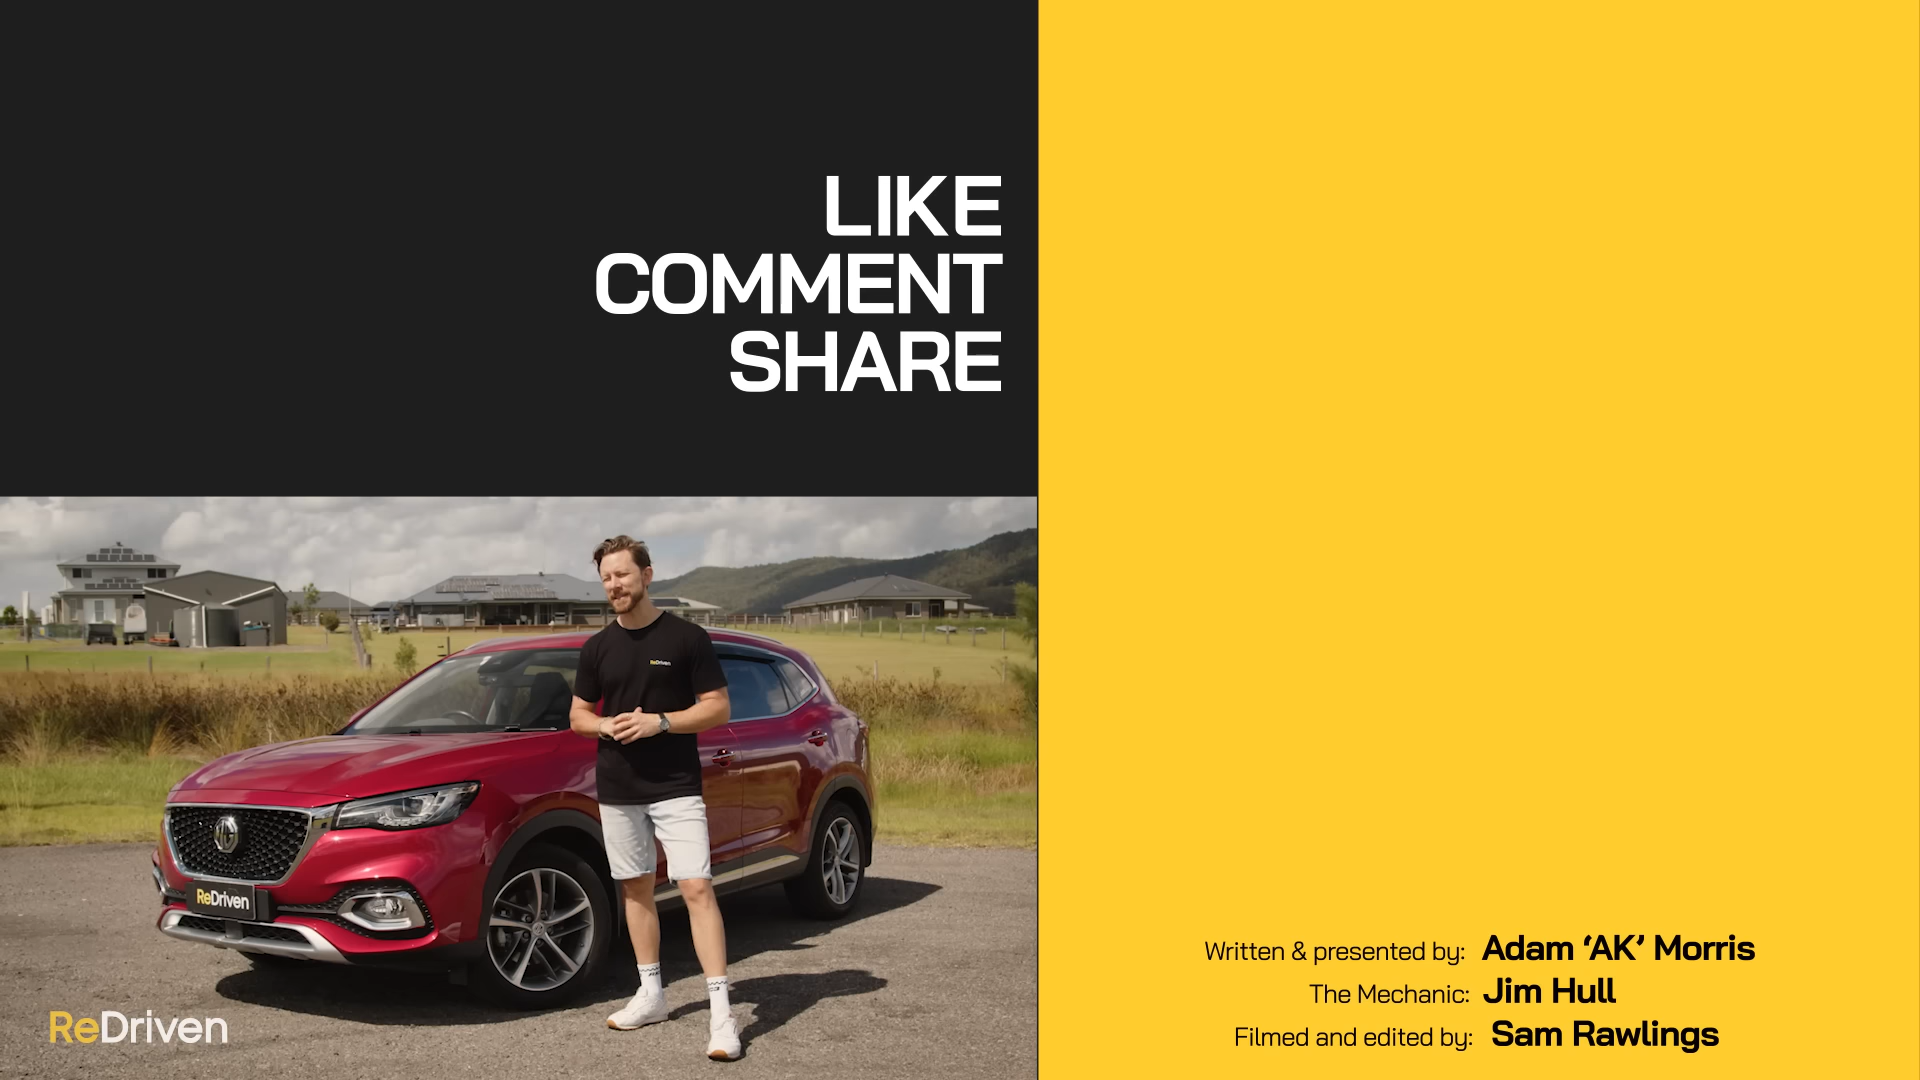 LIKE
COMMENT
SHARE
ReDriven
ReDriven
ReDriven
Written & presented by: Adam ‘AK’ Morris
The Mechanic: Jim Hull
Filmed and edited by: Sam Rawlings